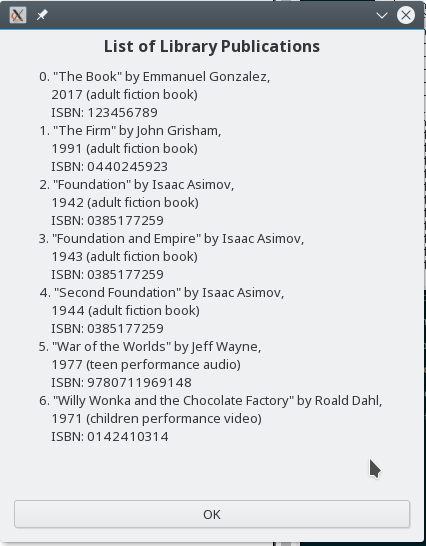 List of Library Publications
0. "The Book" by Emmanuel Gonzalez,
2017 (adult fiction book)
ISBN: 123456789
1. "The Firm" by John Grisham,
1991 (adult fiction book)
ISBN: 0440245923
2. "Foundation" by Isaac Asimov,
1942 (adult fiction book)
ISBN: 0385177259
3. "Foundation and Empire" by Isaac Asimov,
1943 (adult fiction book)
ISBN: 0385177259
4. "Second Foundation" by Isaac Asimov,
1944 (adult fiction book)
ISBN: 0385177259
5. "War of the Worlds" by Jeff Wayne,
1977 (teen performance audio)
ISBN: 9780711969148
6. "Willy Wonka and the Chocolate Factory" by Roald Dahl,
1971 (children performance video)
ISBN: 0142410314
OK